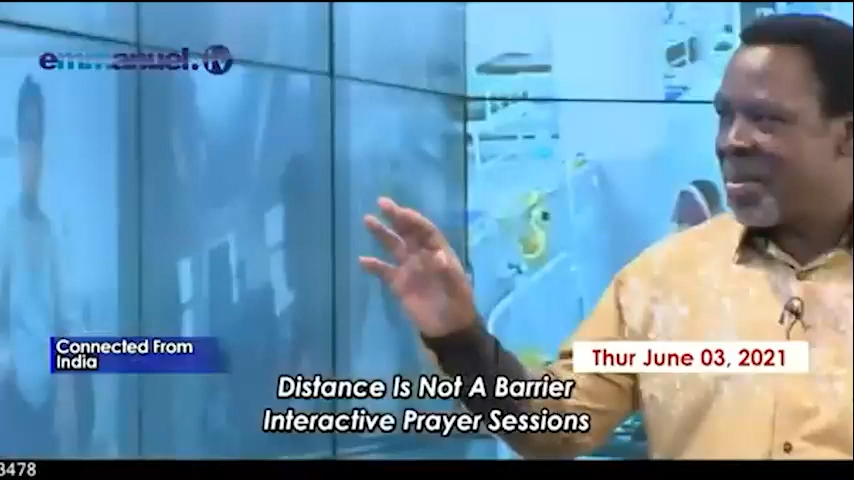 emmanuel.tv
Connected From
India
Thur June 03, 2021
Distance Is Not A Barrier
Interactive Prayer Sessions
3478